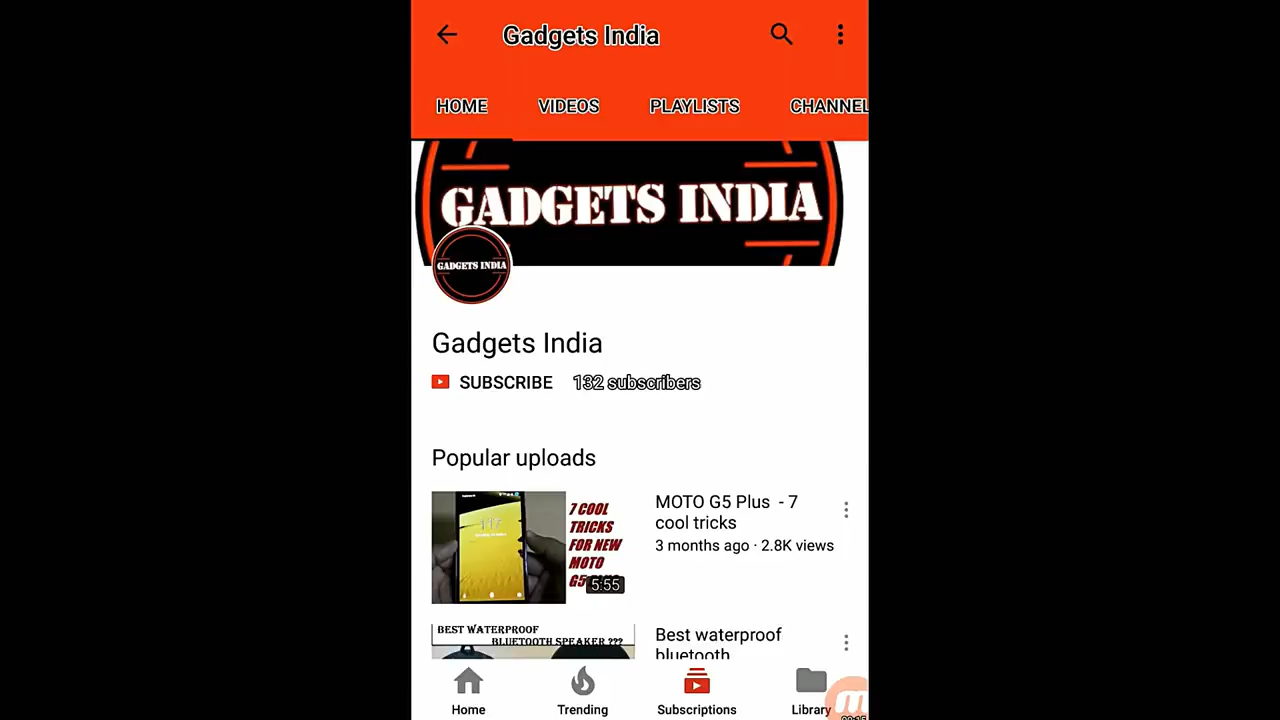 Gadgets India
HOME VIDEOS PLAYLISTS CHANNEL
GADGETS INDIA
GADGETS INDIA
Gadgets India
SUBSCRIBE 132 subscribers
Popular uploads
7 COOL
TRICKS
FOR NEW
MOTO
G5
5:55
MOTO G5 Plus - 7
cool tricks
3 months ago · 2.8K views
BEST WATERPROOF
BLUETOOTH SPEAKER ???
Best waterproof
bluetooth
Home Trending Subscriptions Library